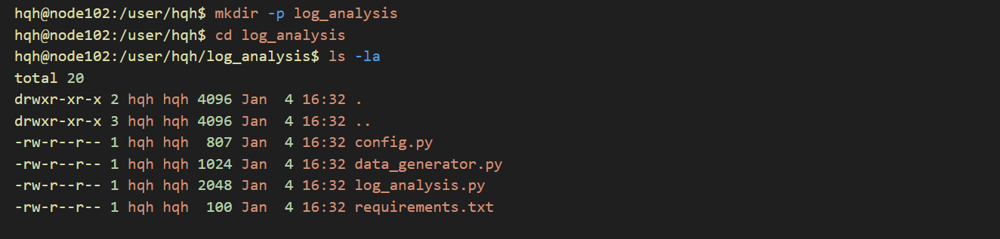 hqh@node102:/user/hqh$ mkdir -p log_analysis
hqh@node102:/user/hqh$ cd log_analysis
hqh@node102:/user/hqh/log_analysis$ ls -la
total 20
drwxr-xr-x 2 hqh hqh 4096 Jan  4 16:32 .
drwxr-xr-x 3 hqh hqh 4096 Jan  4 16:32 ..
-rw-r--r-- 1 hqh hqh  807 Jan  4 16:32 config.py
-rw-r--r-- 1 hqh hqh 1024 Jan  4 16:32 data_generator.py
-rw-r--r-- 1 hqh hqh 2048 Jan  4 16:32 log_analysis.py
-rw-r--r-- 1 hqh hqh  100 Jan  4 16:32 requirements.txt